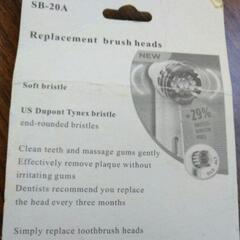 SB-20A
Replacement brush heads
NEW
Soft bristle
US Dupont Tynex bristle
end-rounded bristles
+29%
Clean teeth and massage gums gently
Effectively remove plaque without
irritating gums
Dentists recommend you replace
the head every three months
Simply replace toothbrush heads